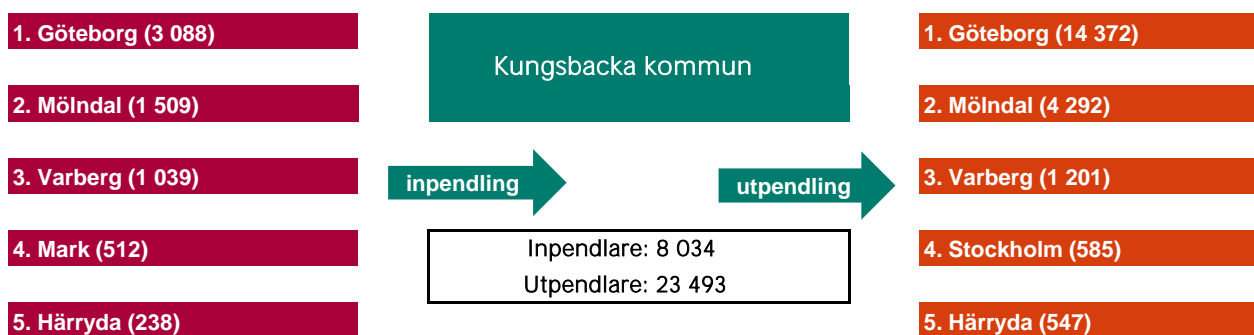 1. Göteborg (3 088)
2. Mölndal (1 509)
3. Varberg (1 039)
4. Mark (512)
5. Härryda (238)
Kungsbacka kommun
inpendling
utpendling
Inpendlare: 8 034
Utpendlare: 23 493
1. Göteborg (14 372)
2. Mölndal (4 292)
3. Varberg (1 201)
4. Stockholm (585)
5. Härryda (547)